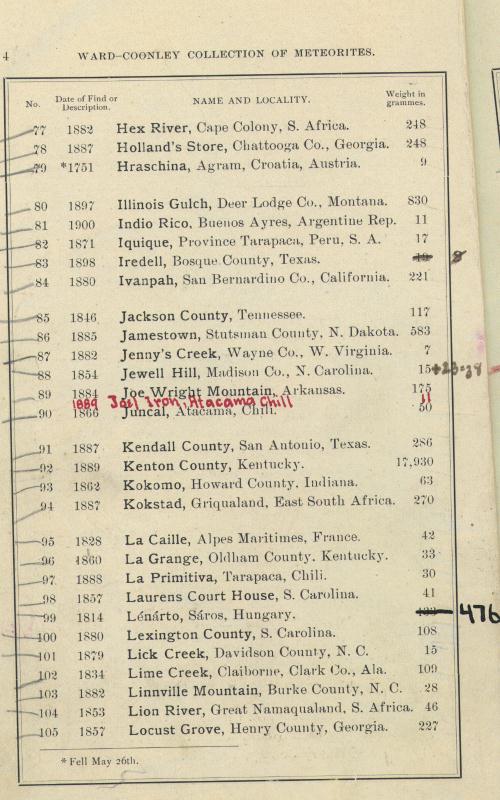 4
WARD–COONLEY COLLECTION OF METEORITES.
No. Date of Find or Description. NAME AND LOCALITY. Weight in grammes.
77 1882 Hex River, Cape Colony, S. Africa. 248
78 1887 Holland's Store, Chattooga Co., Georgia. 248
79 *1751 Hraschina, Agram, Croatia, Austria. 9
80 1897 Illinois Gulch, Deer Lodge Co., Montana. 830
81 1900 Indio Rico, Buenos Ayres, Argentine Rep. 11
82 1871 Iquique, Province Tarapaca, Peru, S. A. 17
83 1898 Iredell, Bosque County, Texas. 8
84 1880 Ivanpah, San Bernardino Co., California. 221
85 1846 Jackson County, Tennessee. 117
86 1885 Jamestown, Stutsman County, N. Dakota. 583
87 1882 Jenny's Creek, Wayne Co., W. Virginia. 7
88 1854 Jewell Hill, Madison Co., N. Carolina. 15+23=38
89 1884 Joe Wright Mountain, Arkansas. 175
1889 Joel Iron, Atacama Chili 11
90 1866 Juncal, Atacama, Chili. 50
91 1887 Kendall County, San Antonio, Texas. 286
92 1889 Kenton County, Kentucky. 17,930
93 1862 Kokomo, Howard County, Indiana. 63
94 1887 Kokstad, Griqualand, East South Africa. 270
95 1828 La Caille, Alpes Maritimes, France. 42
96 1860 La Grange, Oldham County, Kentucky. 33
97 1888 La Primitiva, Tarapaca, Chili. 30
98 1857 Laurens Court House, S. Carolina. 41
99 1814 Lénárto, Sáros, Hungary. 476
100 1880 Lexington County, S. Carolina. 108
101 1879 Lick Creek, Davidson County, N. C. 15
102 1834 Lime Creek, Claiborne, Clark Co., Ala. 109
103 1882 Linnville Mountain, Burke County, N. C. 28
104 1853 Lion River, Great Namaqualand, S. Africa. 46
105 1857 Locust Grove, Henry County, Georgia. 227
* Fell May 26th.